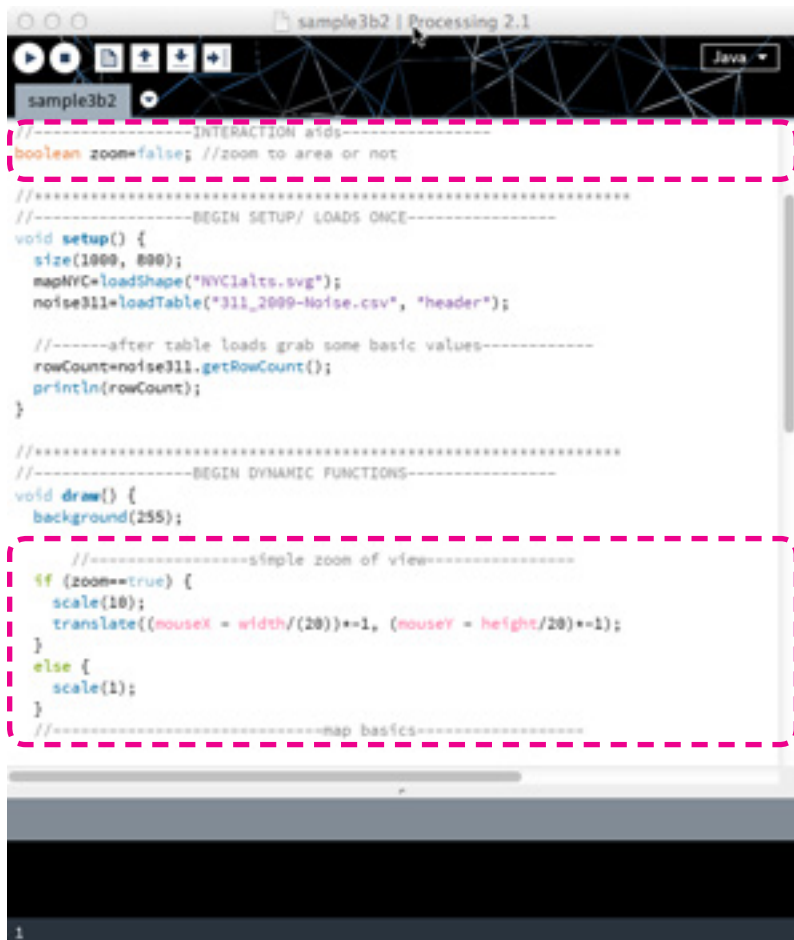 sample3b2 | Processing 2.1
Java
sample3b2
//-----------------INTERACTION aids----------------
boolean zoom=false; //zoom to area or not
//****************************************************************
//-----------------BEGIN SETUP/ LOADS ONCE----------------
void setup() {
size(1000, 800);
mapNYC=loadShape("NYClalts.svg");
noise311=loadTable("311_2009-Noise.csv", "header");
//------after table loads grab some basic values------------
rowCount=noise311.getRowCount();
println(rowCount);
}
//***************************************************************
//-----------------BEGIN DYNAMIC FUNCTIONS----------------
void draw() {
background(255);
//-----------------simple zoom of view----------------
if (zoom==true) {
scale(10);
translate((mouseX - width/(20))*-1, (mouseY - height/20)*-1);
}
else {
scale(1);
}
//-----------------------------map basics------------------
1